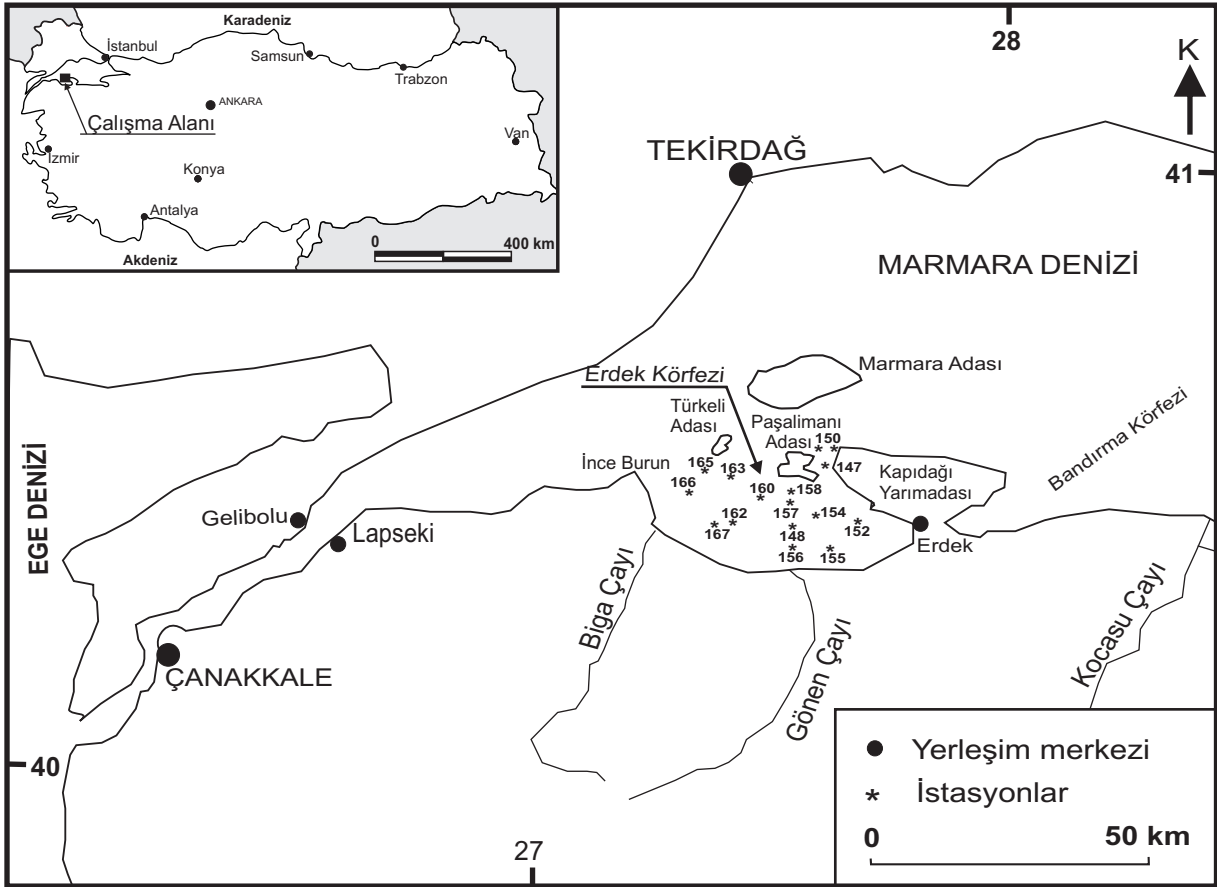 Karadeniz
İstanbul
Samsun
Trabzon
ANKARA
Çalışma Alanı
İzmir
Van
Konya
Antalya
Akdeniz
0 400 km
28
K
TEKİRDAĞ
41
MARMARA DENİZİ
Marmara Adası
Erdek Körfezi
Türkeli
Adası
Paşalimanı
Adası
150
147
Bandırma Körfezi
İnce Burun
165
163
166
160
158
Kapıdağı
Yarımadası
157
154
162
152
167
148
156
155
Erdek
EGE DENİZİ
Gelibolu
Lapseki
Biga Çayı
Gönen Çayı
Kocasu Çayı
ÇANAKKALE
40
27
Yerleşim merkezi
* İstasyonlar
0 50 km